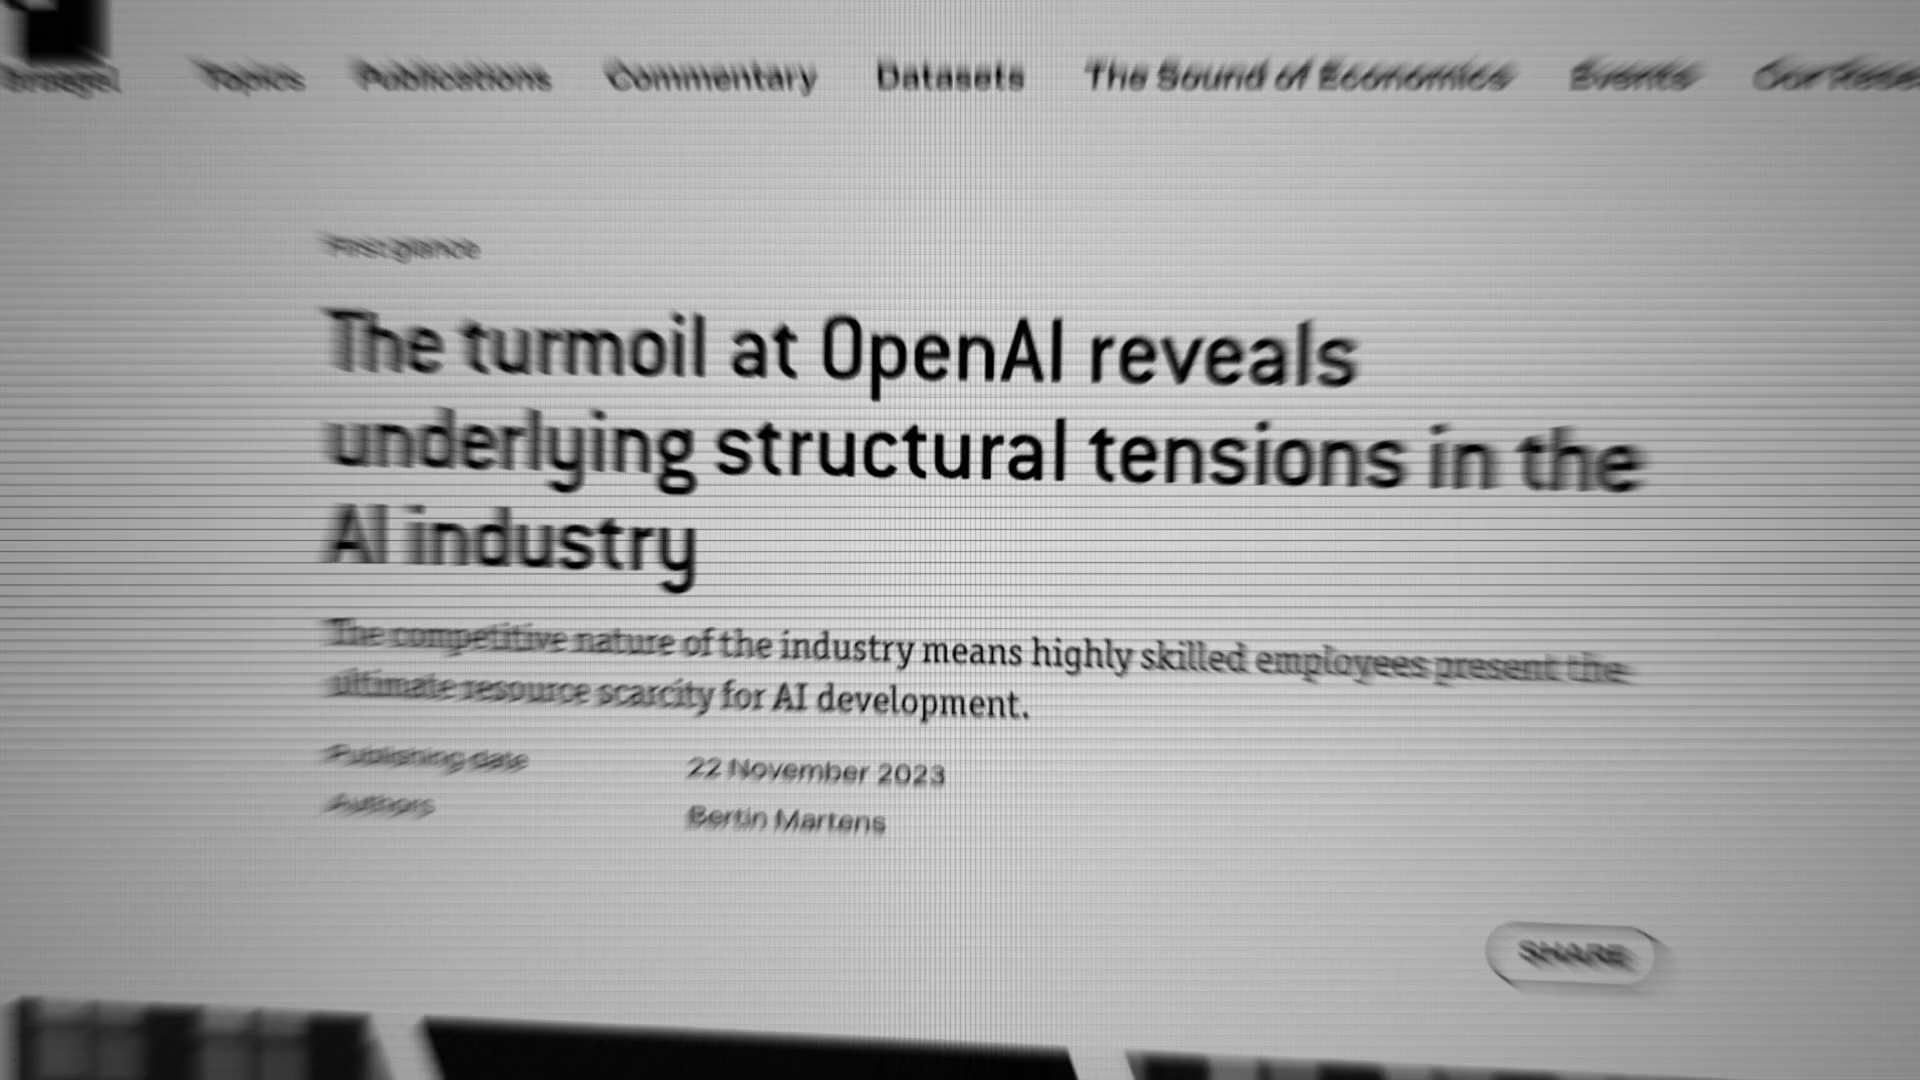 bruegel Topics Publications Commentary Datasets The Sound of Economics Events Our
First glance
The turmoil at OpenAI reveals
underlying structural tensions in the
AI industry
The competitive nature of the industry means highly skilled employees present the
ultimate resource scarcity for AI development.
Publishing date 22 November 2023
Authors Bertin Martens
SHARE